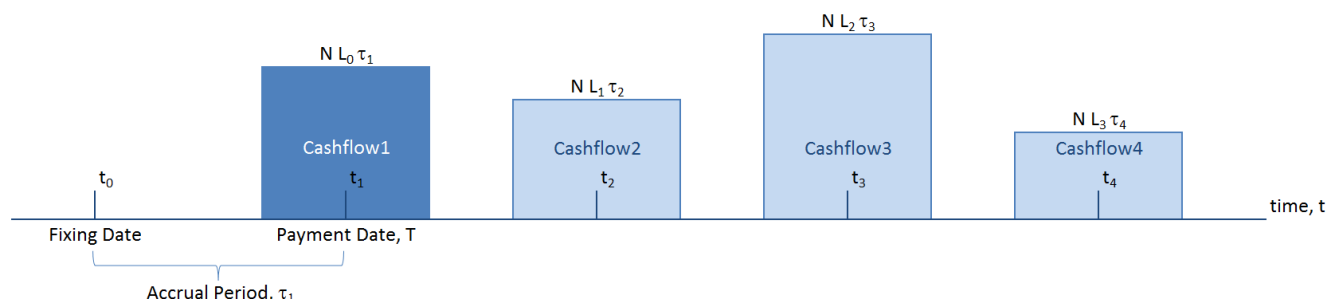 N L₂ τ₃
N L₀ τ₁
N L₁ τ₂
N L₃ τ₄
Cashflow1
Cashflow2
Cashflow3
Cashflow4
t₀
t₁
t₂
t₃
t₄
time, t
Fixing Date
Payment Date, T
Accrual Period, τ₁